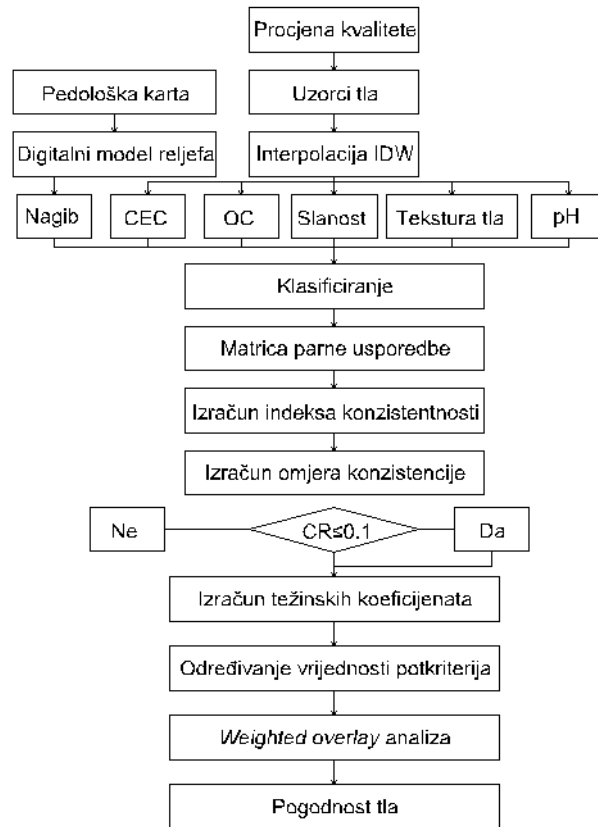 Procjena kvalitete
Pedološka karta
Uzorci tla
Digitalni model reljefa
Interpolacija IDW
Nagib
CEC
OC
Slanost
Tekstura tla
pH
Klasificiranje
Matrica parne usporedbe
Izračun indeksa konzistentnosti
Izračun omjera konzistencije
Ne
CR≤0.1
Da
Izračun težinskih koeficijenata
Određivanje vrijednosti potkriterija
Weighted overlay analiza
Pogodnost tla